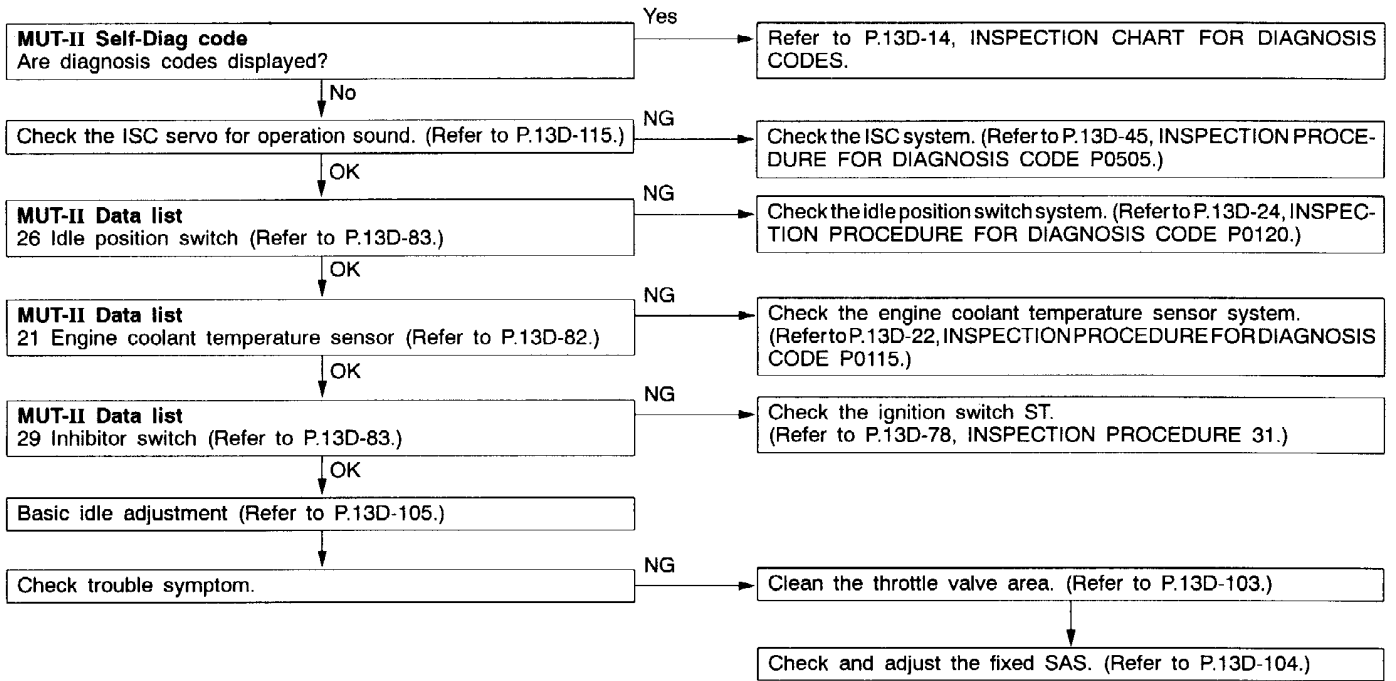 MUT-II Self-Diag code
Are diagnosis codes displayed?
Yes
Refer to P.13D-14, INSPECTION CHART FOR DIAGNOSIS
CODES.
No
Check the ISC servo for operation sound. (Refer to P.13D-115.)
NG
Check the ISC system. (Refer to P.13D-45, INSPECTION PROCE-
DURE FOR DIAGNOSIS CODE P0505.)
OK
MUT-II Data list
26 Idle position switch (Refer to P.13D-83.)
NG
Check the idle position switch system. (Refer to P.13D-24, INSPEC-
TION PROCEDURE FOR DIAGNOSIS CODE P0120.)
OK
MUT-II Data list
21 Engine coolant temperature sensor (Refer to P.13D-82.)
NG
Check the engine coolant temperature sensor system.
(Refer to P.13D-22, INSPECTION PROCEDURE FOR DIAGNOSIS
CODE P0115.)
OK
MUT-II Data list
29 Inhibitor switch (Refer to P.13D-83.)
NG
Check the ignition switch ST.
(Refer to P.13D-78, INSPECTION PROCEDURE 31.)
OK
Basic idle adjustment (Refer to P.13D-105.)
Check trouble symptom.
NG
Clean the throttle valve area. (Refer to P.13D-103.)
Check and adjust the fixed SAS. (Refer to P.13D-104.)